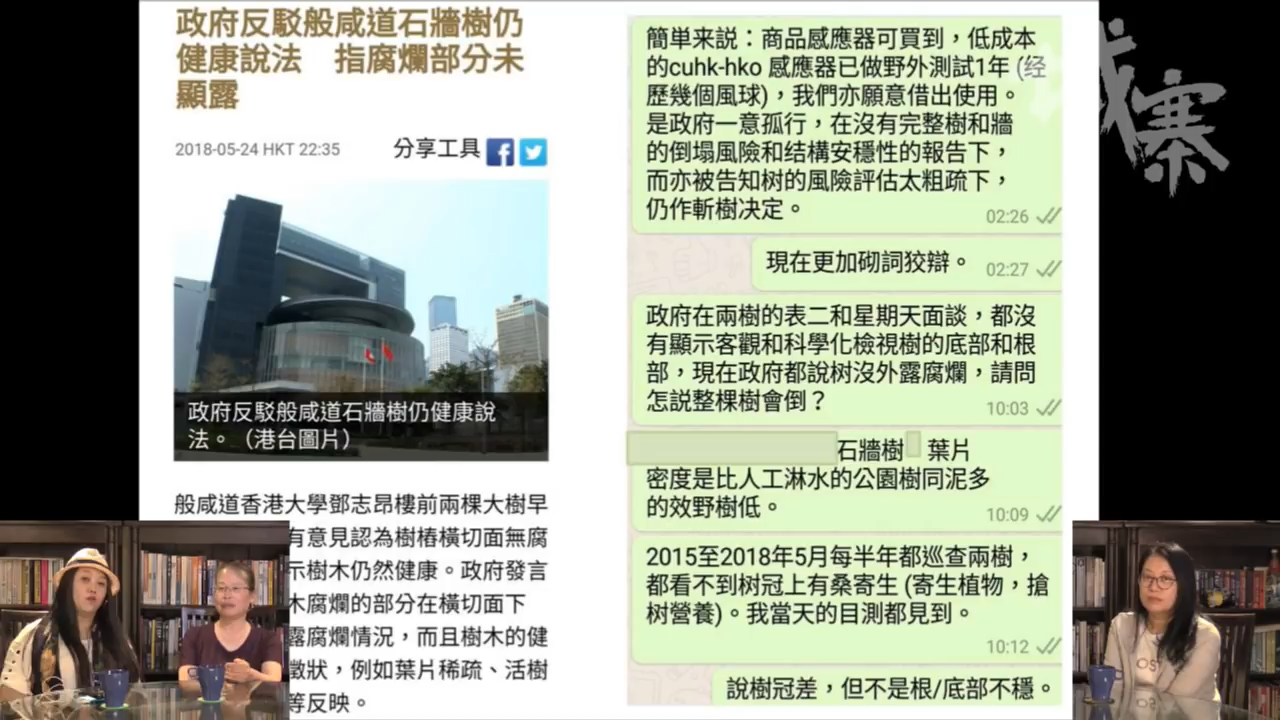 政府反駁般咸道石牆樹仍
健康說法　指腐爛部分未
顯露
2018-05-24 HKT 22:35
分享工具
政府反駁般咸道石牆樹仍健康說
法。（港台圖片）
般咸道香港大學鄧志昂樓前兩棵大樹早
有意見認為樹樁橫切面無腐
示樹木仍然健康。政府發言
木腐爛的部分在橫切面下
露腐爛情況，而且樹木的健
徵狀，例如葉片稀疏、活樹
等反映。
簡単来説：商品感應器可買到，低成本
的cuhk-hko 感應器已做野外測試1年 (经
歷幾個風球)，我們亦願意借出使用。
是政府一意孤行，在沒有完整樹和牆
的倒塌風險和结構安穩性的報告下，
而亦被告知树的風險評估太粗疏下，
仍作斬樹决定。
02:26
現在更加砌詞狡辯。
02:27
政府在兩樹的表二和星期天面談，都沒
有顯示客觀和科學化檢視樹的底部和根
部，現在政府都說树沒外露腐爛，請問
怎説整棵樹會倒？
10:03
石牆樹 葉片
密度是比人工淋水的公園樹同泥多
的效野樹低。
10:09
2015至2018年5月每半年都巡查兩樹，
都看不到树冠上有桑寄生 (寄生植物，搶
树營養)。我當天的目測都見到。
10:12
說樹冠差，但不是根/底部不穩。
寨